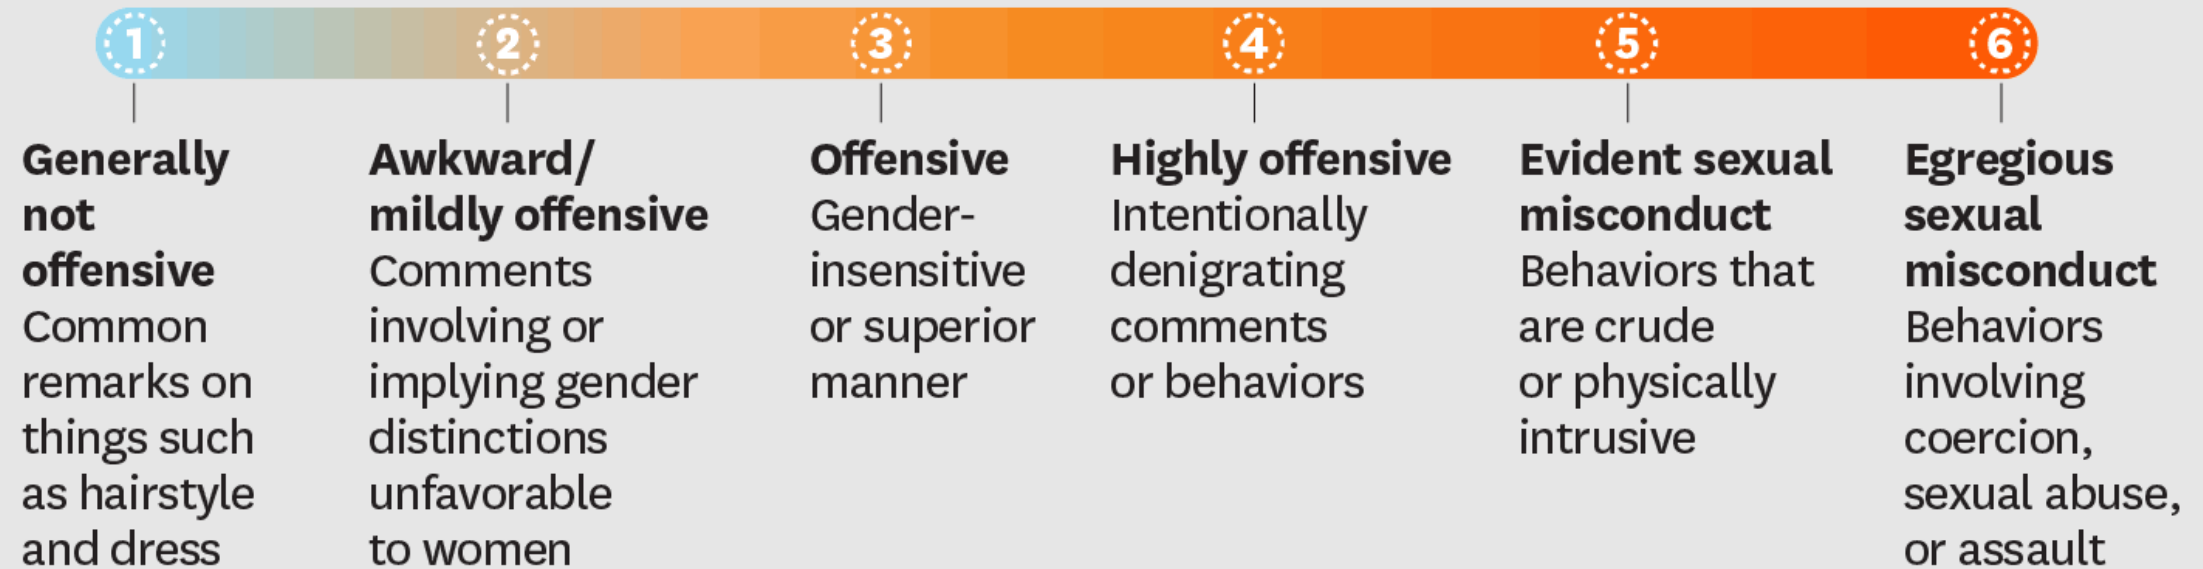 1
2
3
4
5
6
Generally
not
offensive
Common
remarks on
things such
as hairstyle
and dress
Awkward/
mildly offensive
Comments
involving or
implying gender
distinctions
unfavorable
to women
Offensive
Gender-
insensitive
or superior
manner
Highly offensive
Intentionally
denigrating
comments
or behaviors
Evident sexual
misconduct
Behaviors that
are crude
or physically
intrusive
Egregious
sexual
misconduct
Behaviors
involving
coercion,
sexual abuse,
or assault